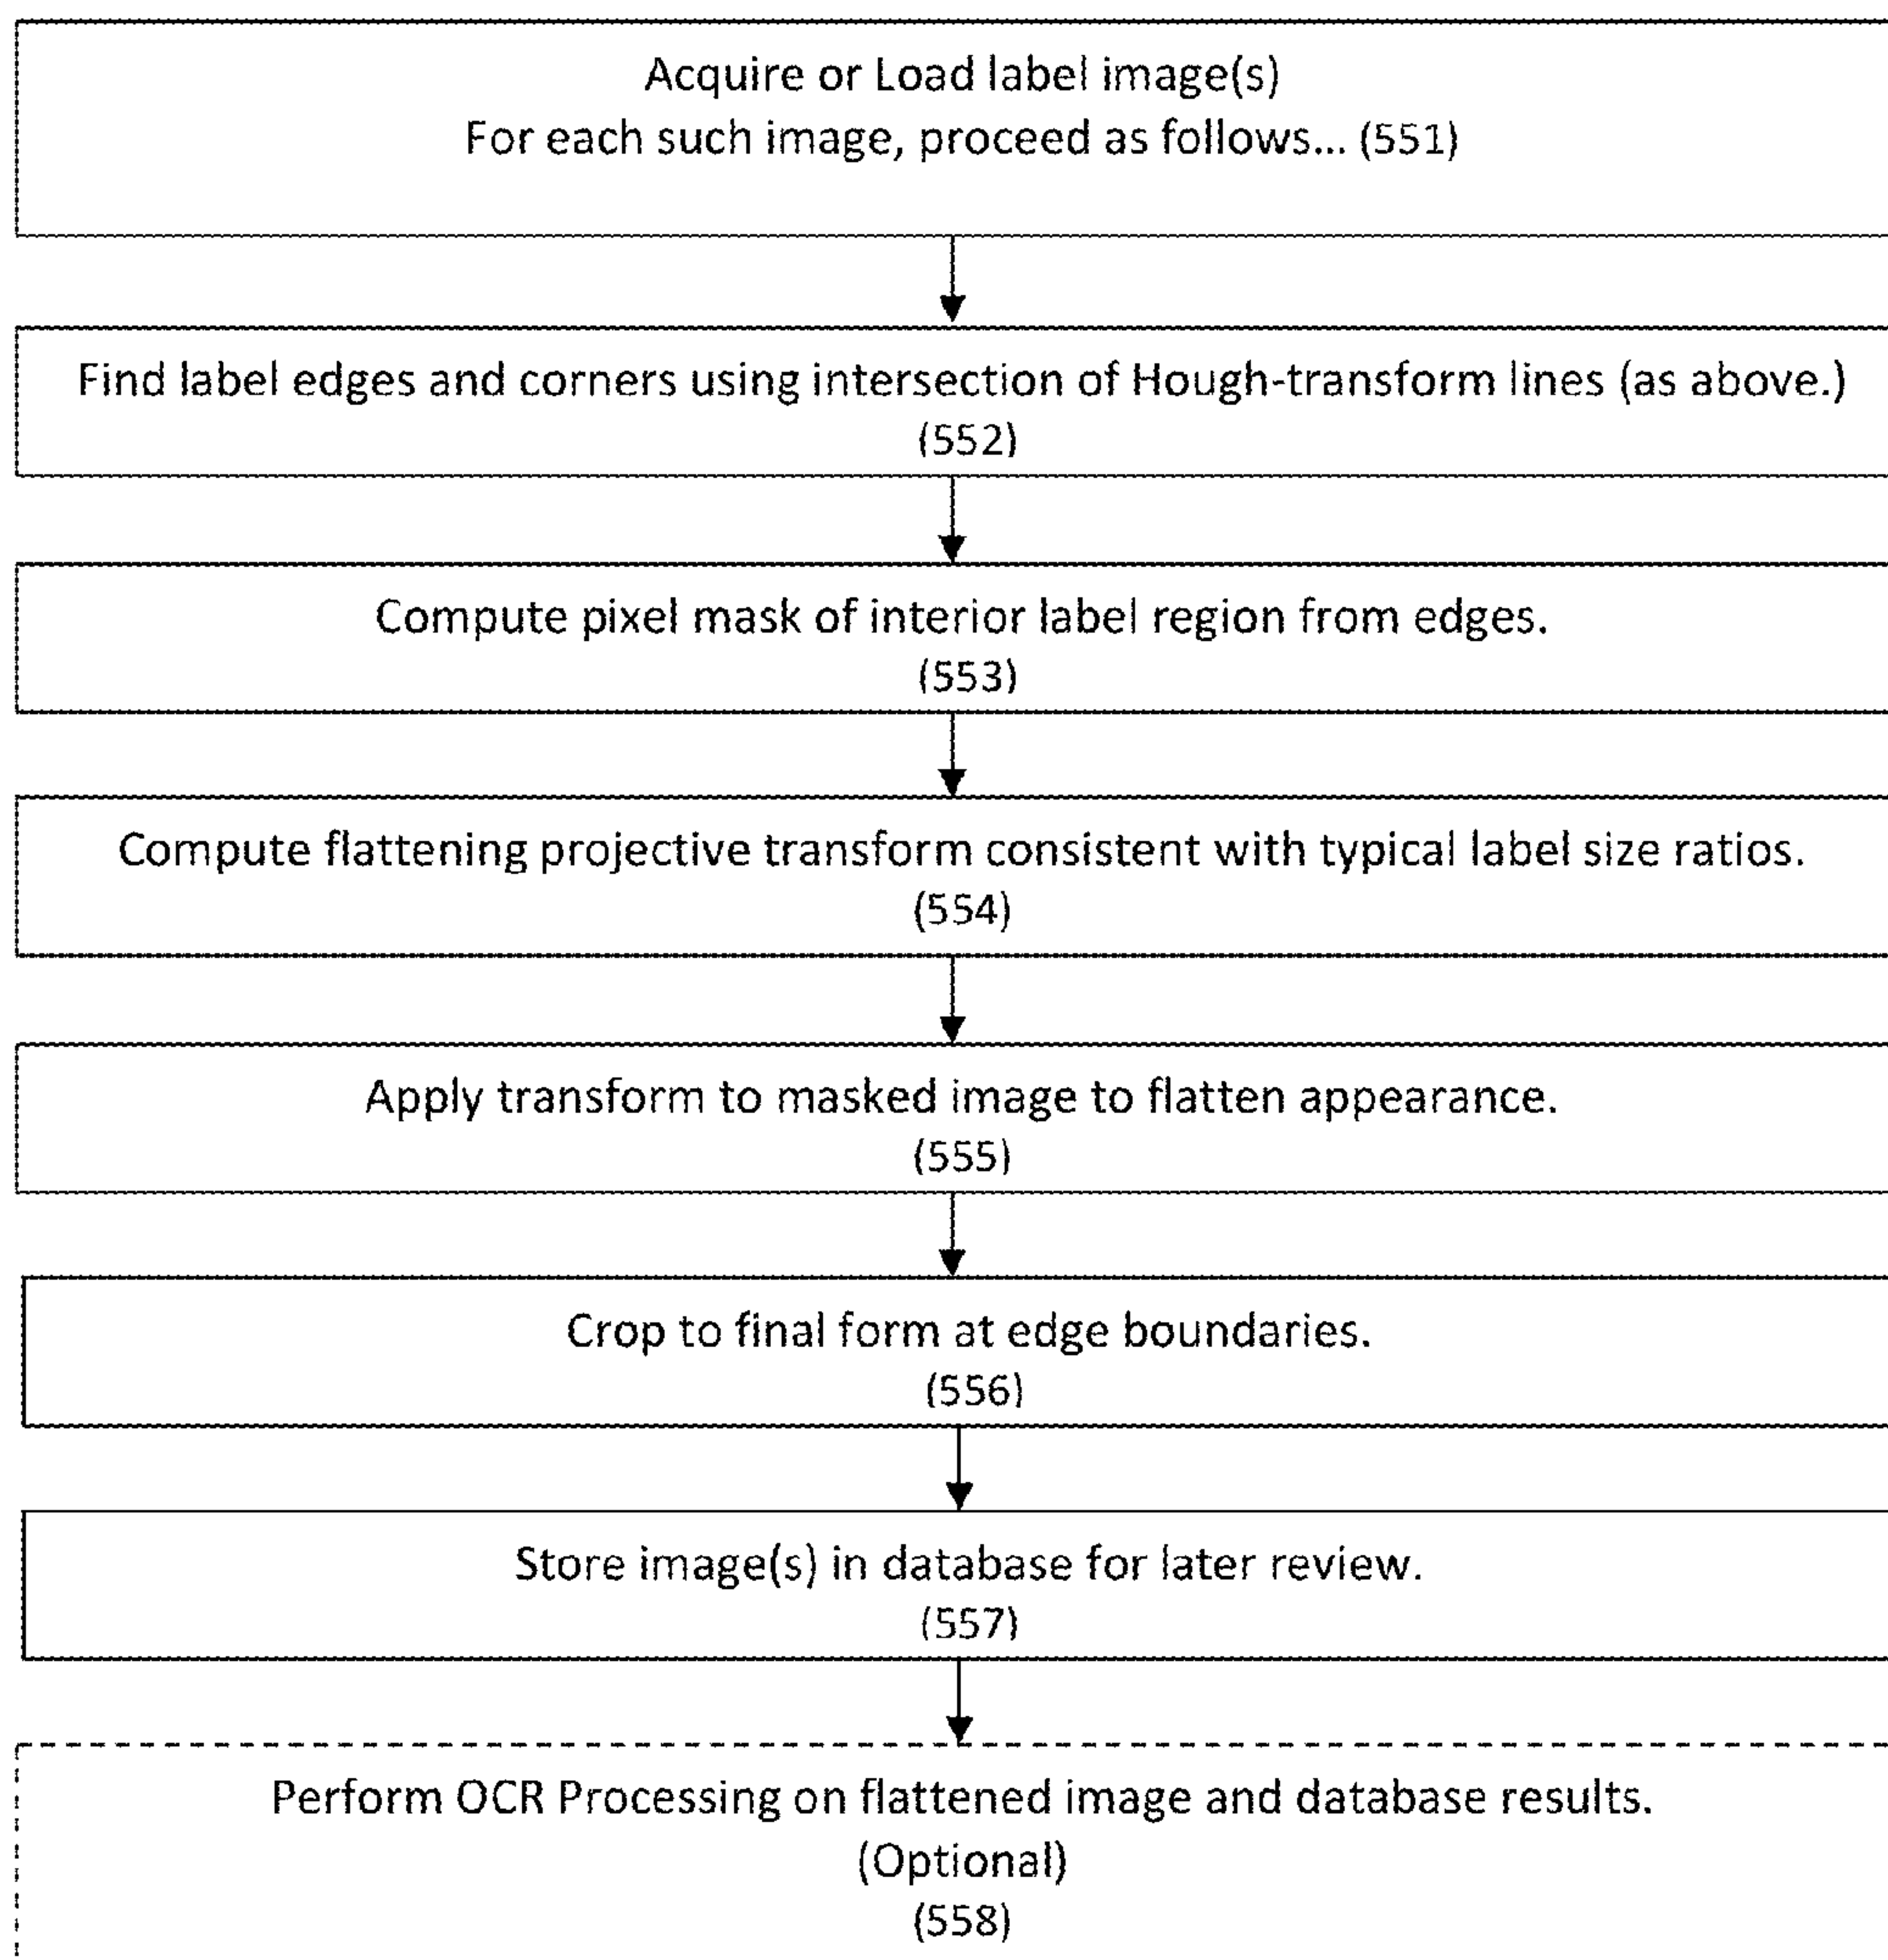 Acquire or Load label image(s)
For each such image, proceed as follows... (551)
Find label edges and corners using intersection of Hough-transform lines (as above.)
(552)
Compute pixel mask of interior label region from edges.
(553)
Compute flattening projective transform consistent with typical label size ratios.
(554)
Apply transform to masked image to flatten appearance.
(555)
Crop to final form at edge boundaries.
(556)
Store image(s) in database for later review.
(557)
Perform OCR Processing on flattened image and database results.
(Optional)
(558)